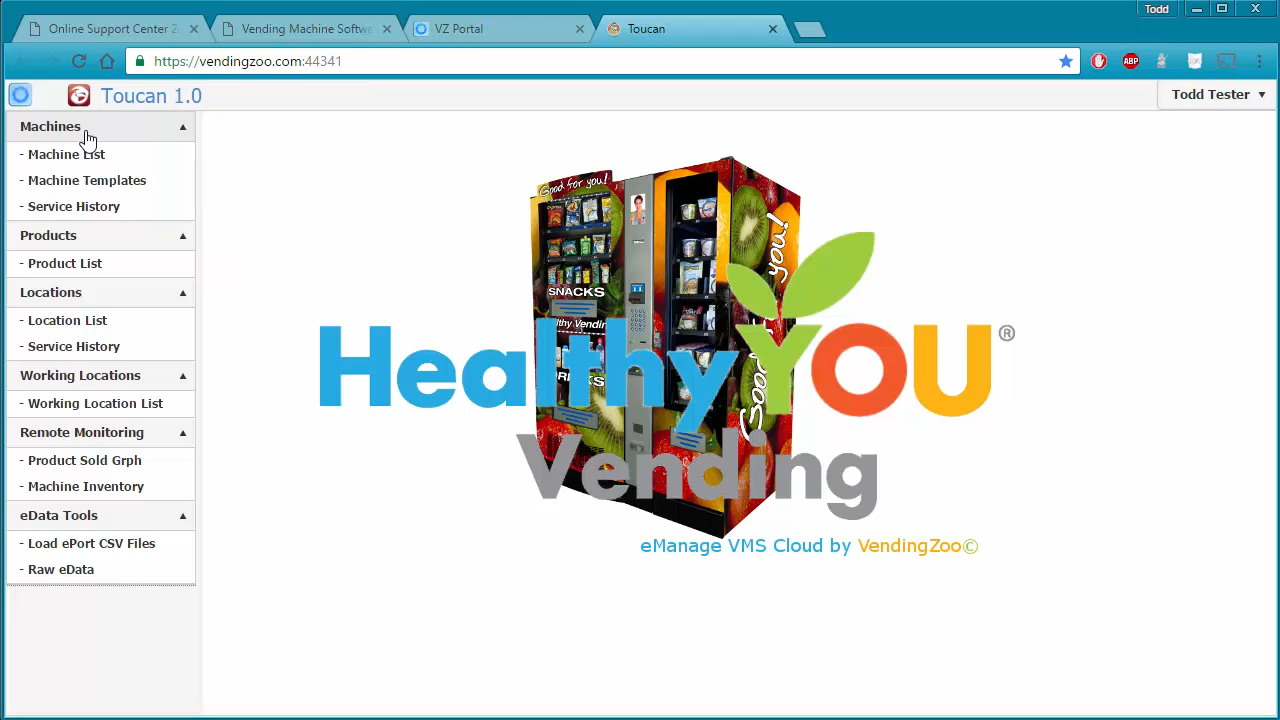 Todd
Online Support Center 2
Vending Machine Softw
VZ Portal
Toucan
https://vendingzoo.com:44341
ABP
Toucan 1.0
Todd Tester
Machines
- Machine List
- Machine Templates
- Service History
Products
- Product List
Locations
- Location List
- Service History
Working Locations
- Working Location List
Remote Monitoring
- Product Sold Grph
- Machine Inventory
eData Tools
- Load ePort CSV Files
- Raw eData
Good for you!
SNACKS
HealthyYOU®
Vending
eManage VMS Cloud by VendingZoo©